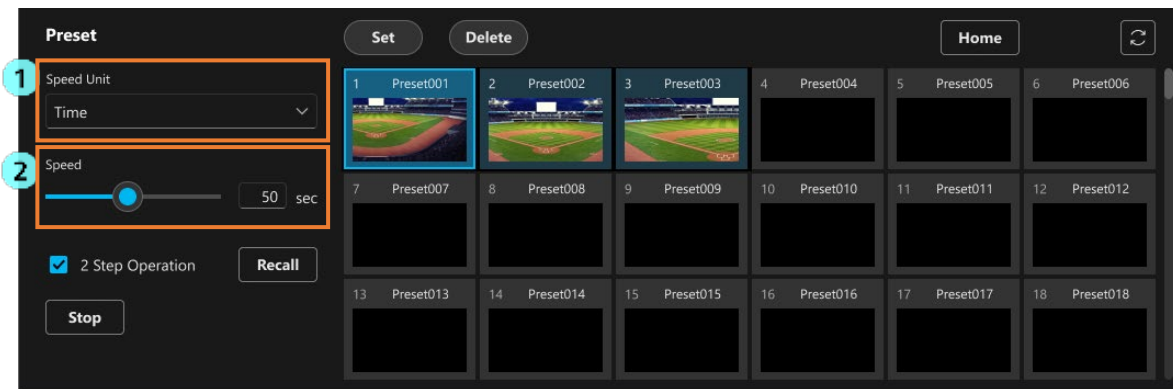 Preset
Set
Delete
Home
1
Speed Unit
Time
2
Speed
50 sec
2 Step Operation
Recall
Stop
1 Preset001
2 Preset002
3 Preset003
4 Preset004
5 Preset005
6 Preset006
7 Preset007
8 Preset008
9 Preset009
10 Preset010
11 Preset011
12 Preset012
13 Preset013
14 Preset014
15 Preset015
16 Preset016
17 Preset017
18 Preset018